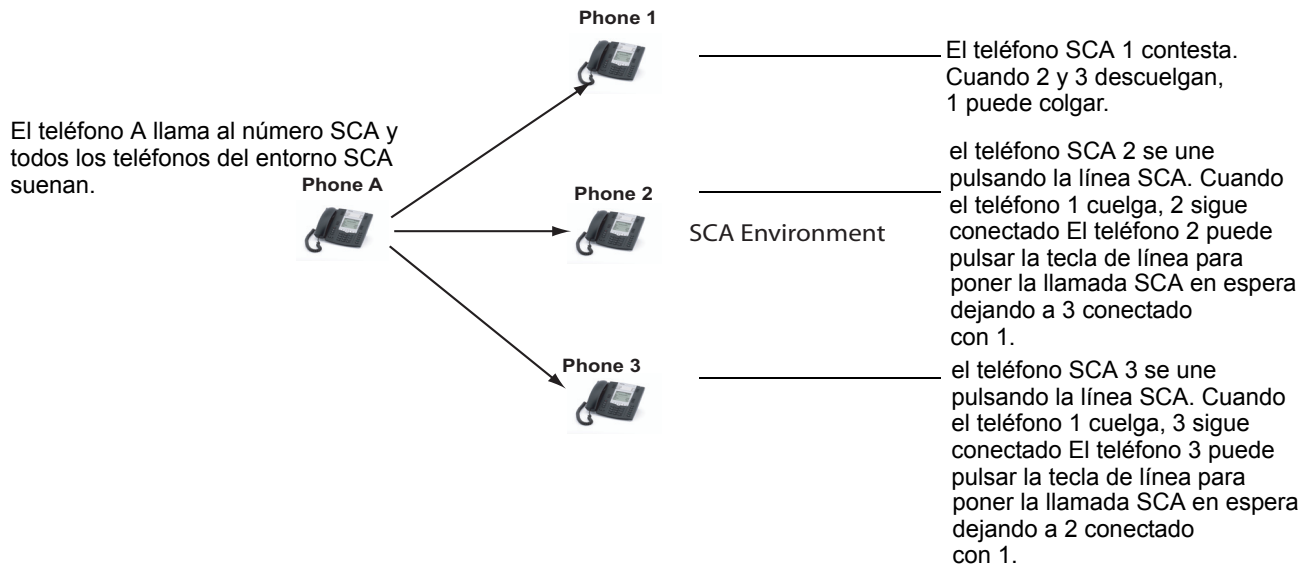 Phone 1
El teléfono SCA 1 contesta.
Cuando 2 y 3 descuelgan,
1 puede colgar.
El teléfono A llama al número SCA y
todos los teléfonos del entorno SCA
suenan.
Phone A
Phone 2
SCA Environment
el teléfono SCA 2 se une
pulsando la línea SCA. Cuando
el teléfono 1 cuelga, 2 sigue
conectado El teléfono 2 puede
pulsar la tecla de línea para
poner la llamada SCA en espera
dejando a 3 conectado
con 1.
Phone 3
el teléfono SCA 3 se une
pulsando la línea SCA. Cuando
el teléfono 1 cuelga, 3 sigue
conectado El teléfono 3 puede
pulsar la tecla de línea para
poner la llamada SCA en espera
dejando a 2 conectado
con 1.